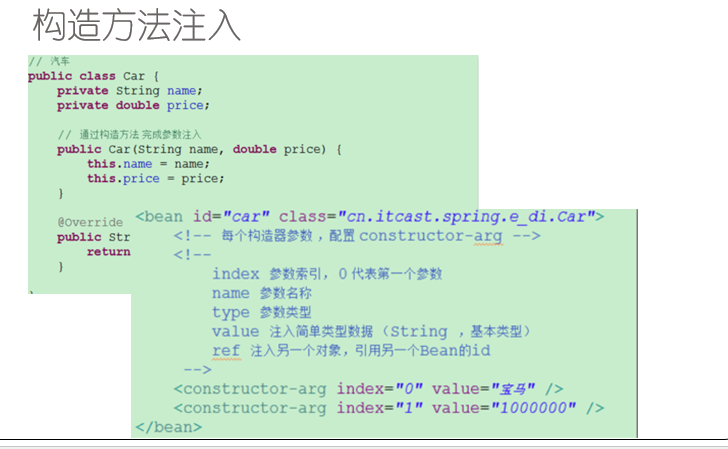 构造方法注入
// 汽车
public class Car {
private String name;
private double price;
// 通过构造方法 完成参数注入
public Car(String name, double price) {
this.name = name;
this.price = price;
}
@Override
public Str
return
}
<bean id="car" class="cn.itcast.spring.e_di.Car">
<!-- 每个构造器参数 ，配置 constructor-arg -->
<!--
index 参数索引，0 代表第一个参数
name 参数名称
type 参数类型
value 注入简单类型数据（String ，基本类型）
ref 注入另一个对象，引用另一个Bean的id
-->
<constructor-arg index="0" value="宝马" />
<constructor-arg index="1" value="1000000" />
</bean>